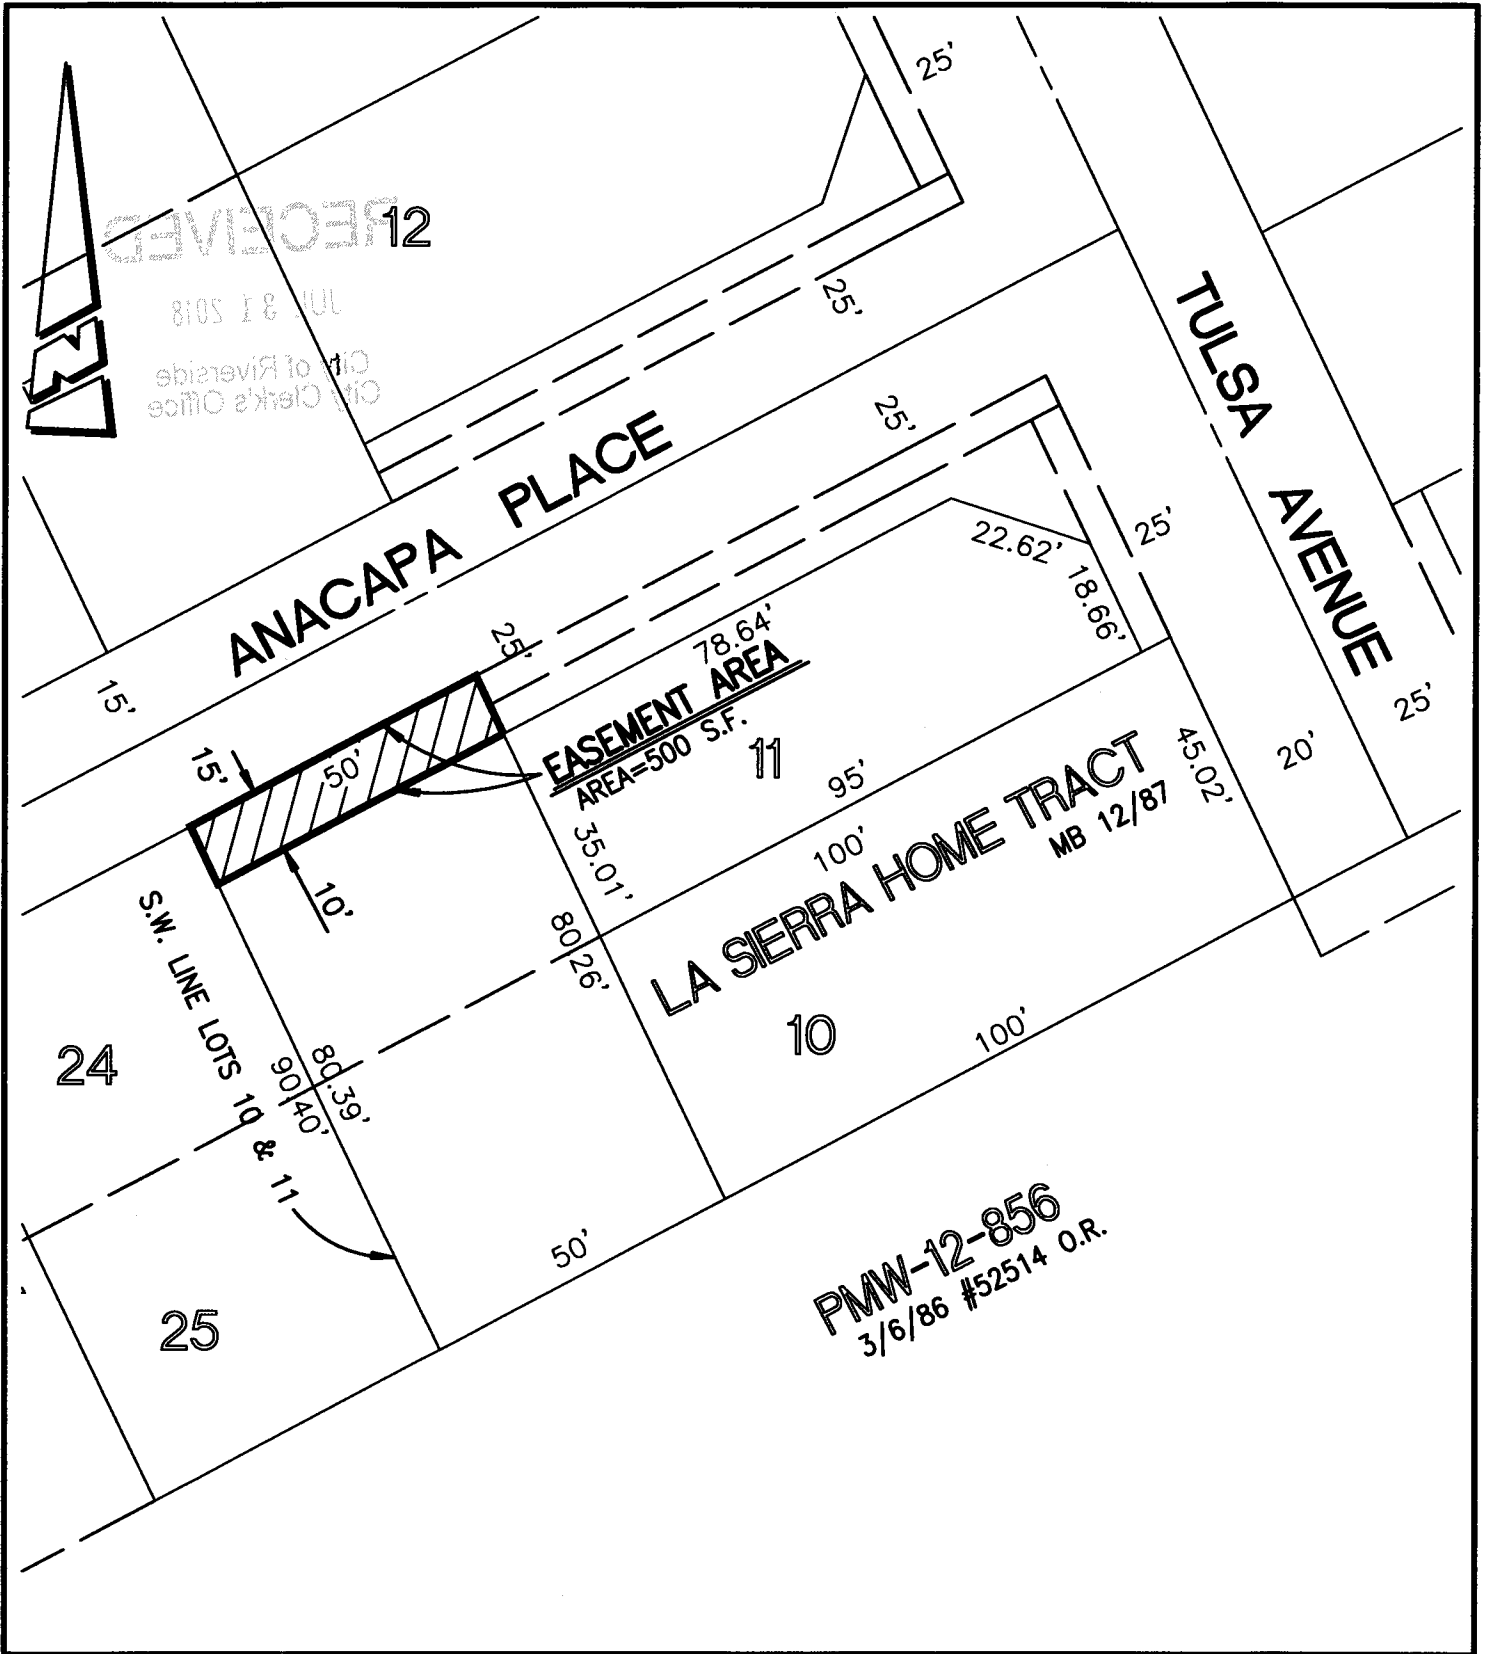 25'
RECEIVED
12
JUL 31 2018
City of Riverside
City Clerk's Office
1
25'
TULSA AVENUE
25'
ANACAPA PLACE
22.62'
25'
18.66'
25'
78.64'
15'
15'
50'
EASEMENT AREA
AREA=500 S.F.
11
95'
25'
20'
45.02'
10'
35.01'
100'
LA SIERRA HOME TRACT
MB 12/87
S.W. LINE LOTS 10 & 11
80.26'
10
100'
24
80.39'
90.40'
50'
25
PMW-12-856
3/6/86 #52514 O.R.
N